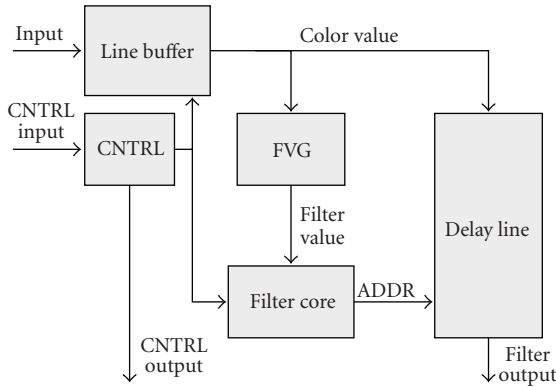 Input
Line buffer
Color value
CNTRL
input
CNTRL
FVG
Filter
value
Delay line
Filter core
ADDR
CNTRL
output
Filter
output